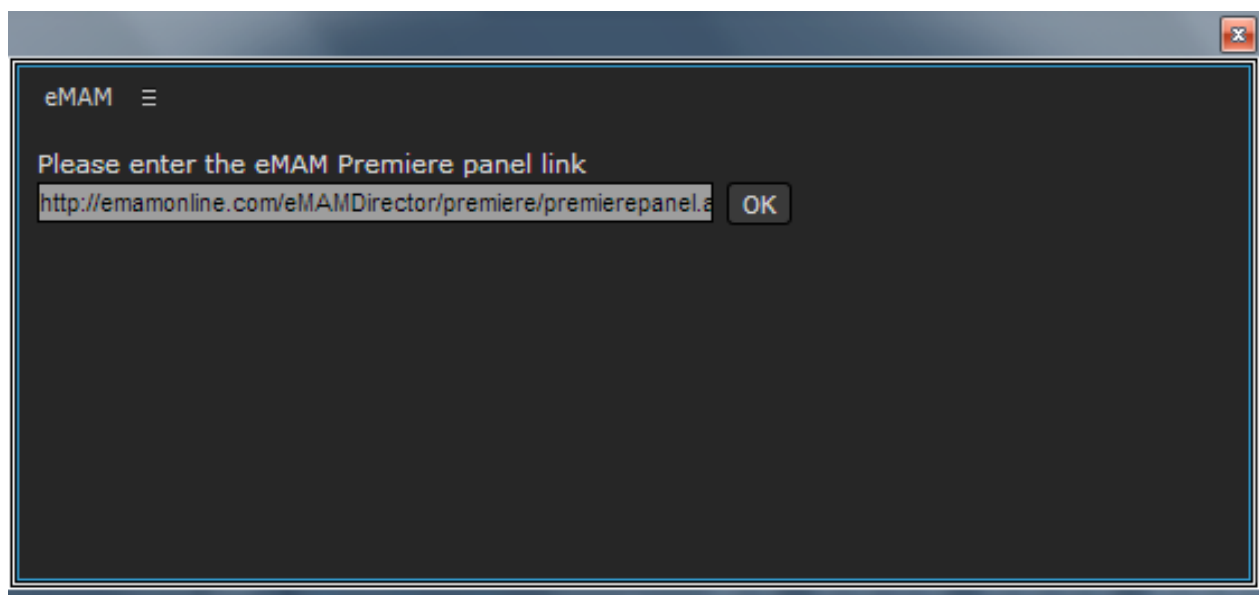 eMAM
Please enter the eMAM Premiere panel link
http://emamonline.com/eMAMDirector/premiere/premierepanel.a
OK